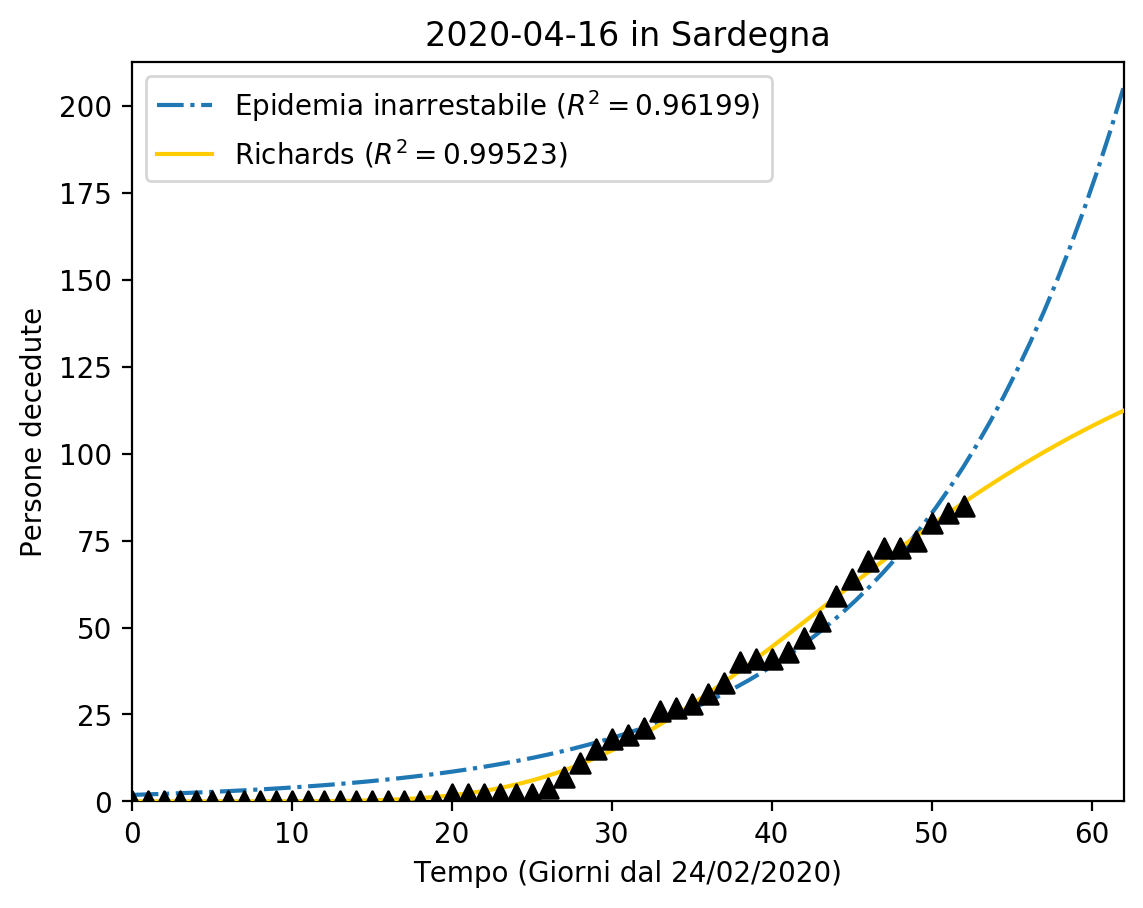 2020-04-16 in Sardegna
Epidemia inarrestabile (R² = 0.96199)
Richards (R² = 0.99523)
200
175
150
125
100
75
50
25
0
Persone decedute
0 10 20 30 40 50 60
Tempo (Giorni dal 24/02/2020)